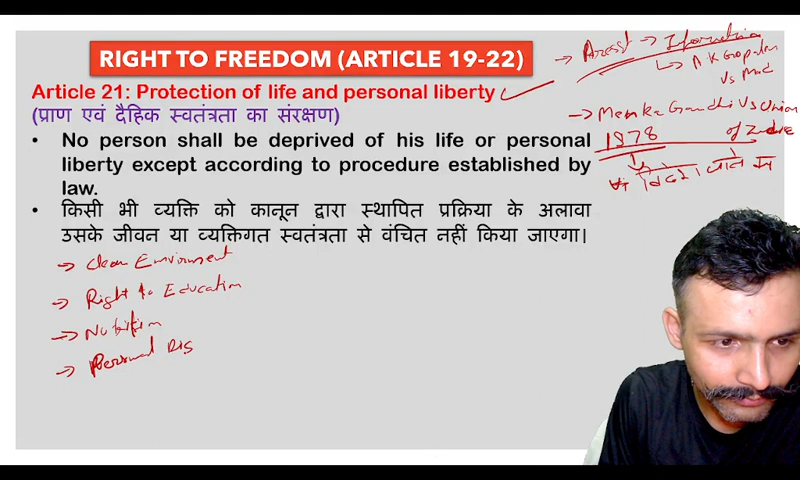 RIGHT TO FREEDOM (ARTICLE 19-22)
Article 21: Protection of life and personal liberty
(प्राण एवं दैहिक स्वतंत्रता का संरक्षण)
• No person shall be deprived of his life or personal
liberty except according to procedure established by
law.
• किसी भी व्यक्ति को कानून द्वारा स्थापित प्रक्रिया के अलावा
उसके जीवन या व्यक्तिगत स्वतंत्रता से वंचित नहीं किया जाएगा।
→ Clean Enviroment
→ Right to Education
→ Nutrition
→ Personal Dis
→ Arrest → Information
↳ A K Gopalan
Vs Mad
→ Menka Gandhi Vs Union
1978 of
विदेश जाने